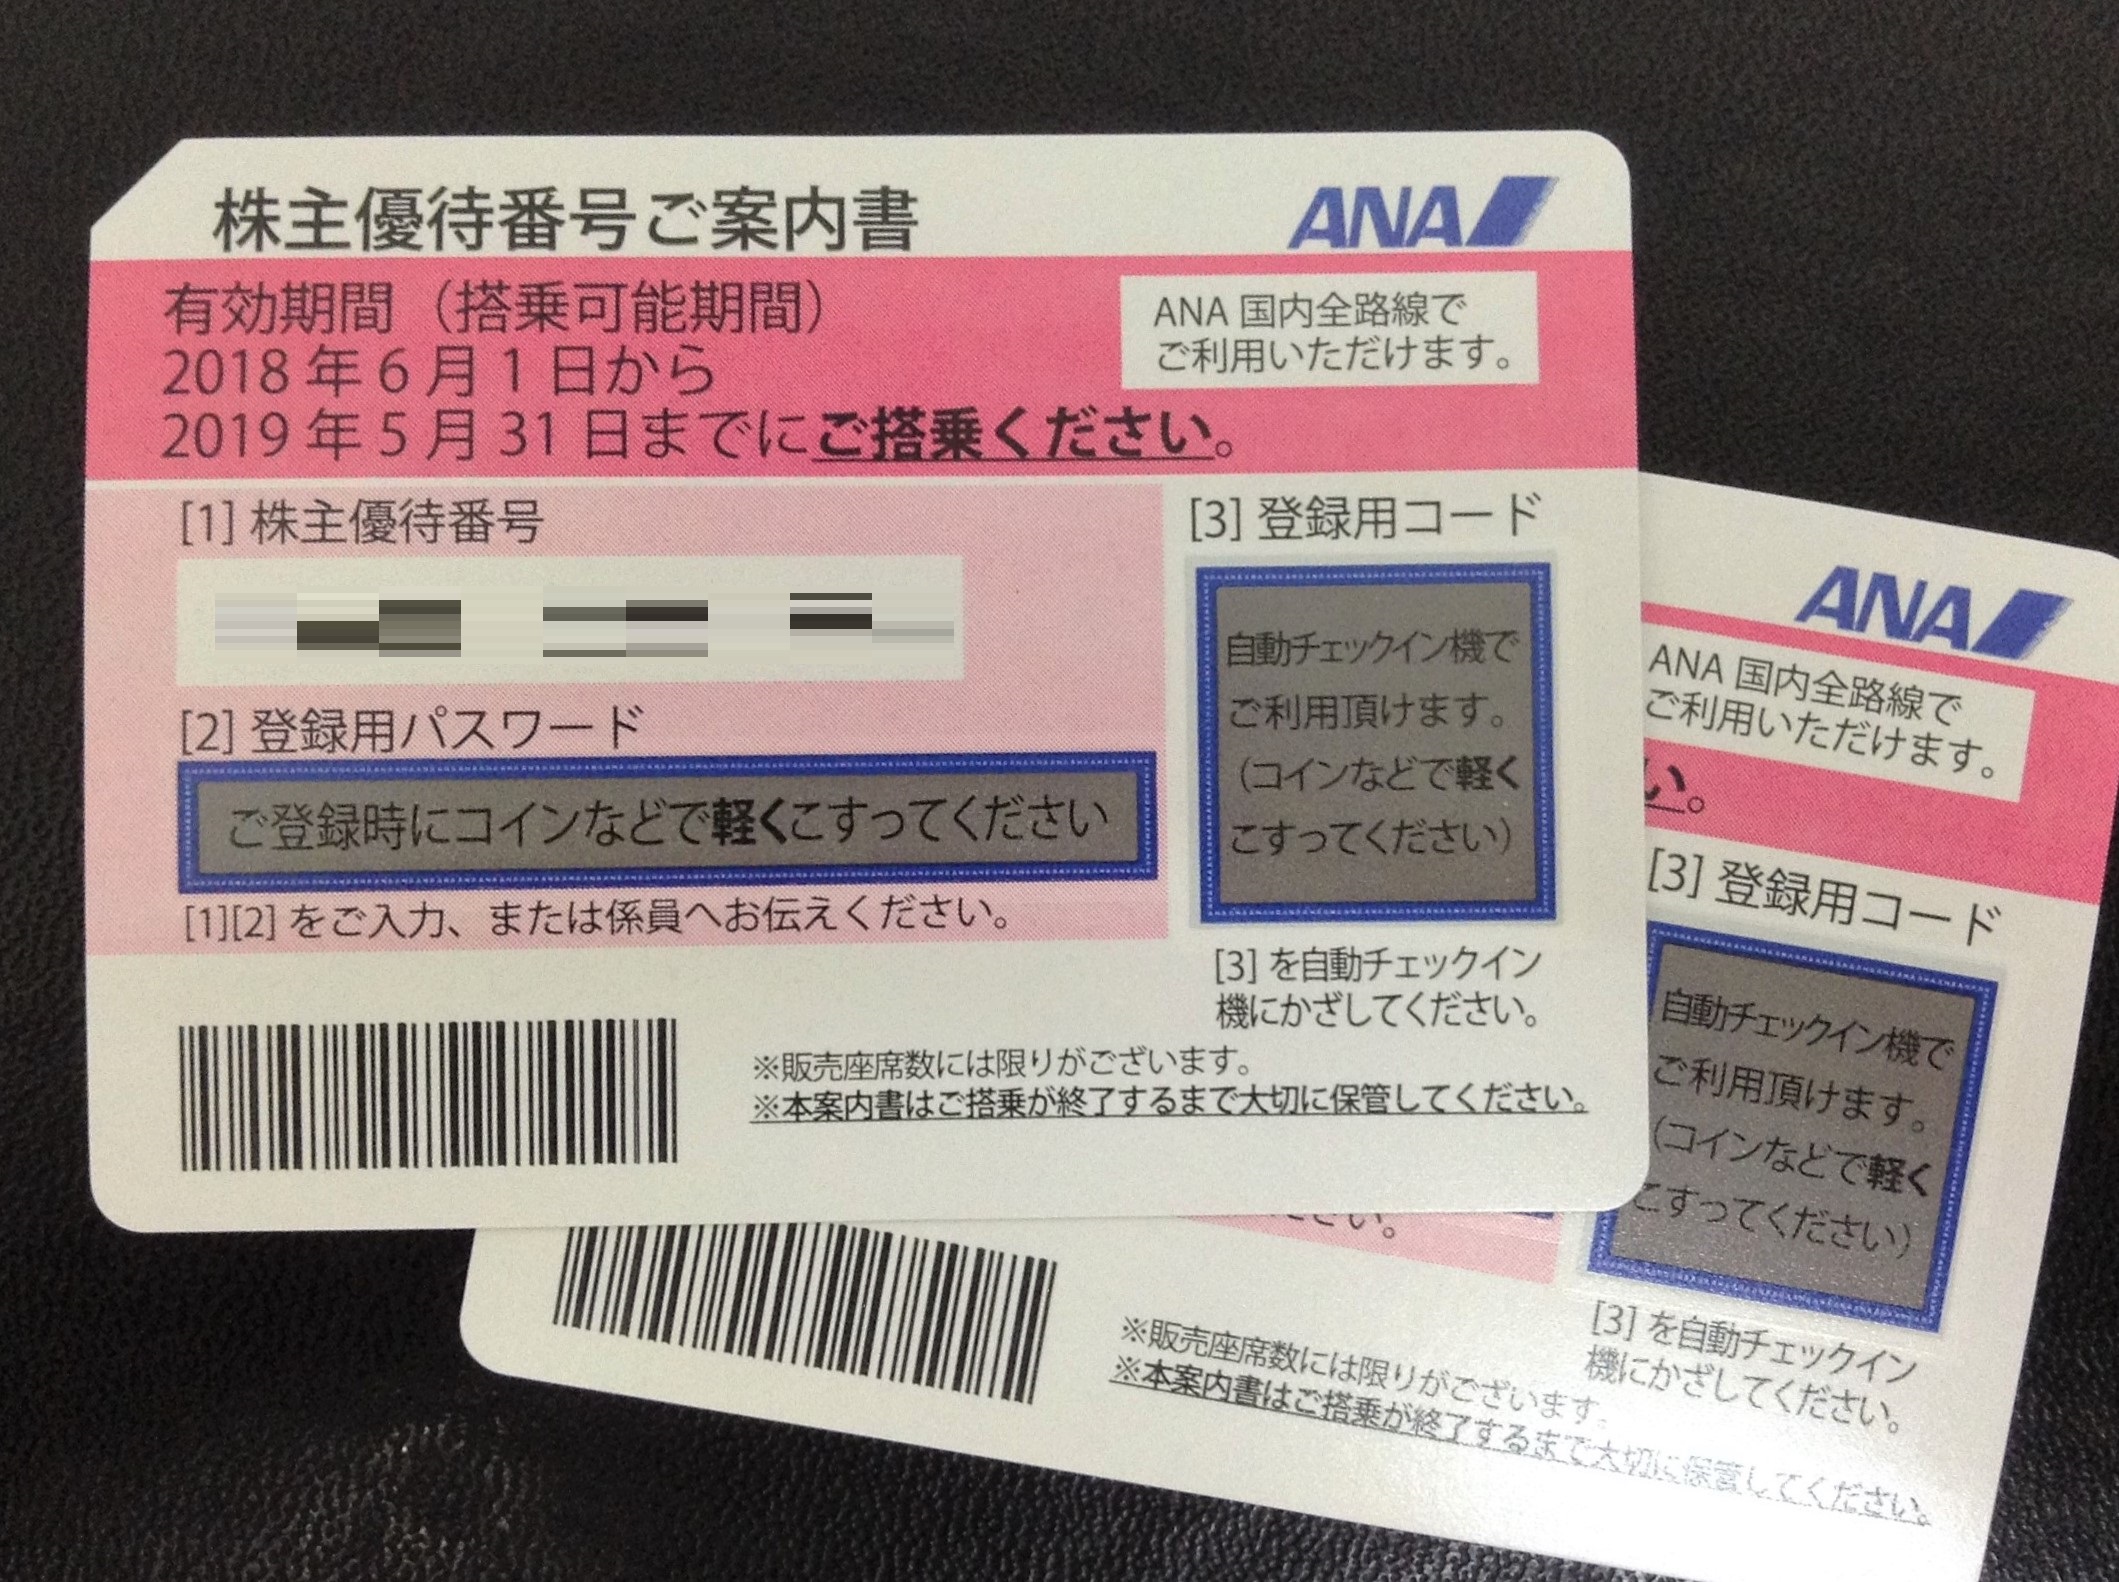 株主優待番号ご案内書
ANA
有効期間（搭乗可能期間）
2018年6月1日から
2019年5月31日までにご搭乗ください。
ANA国内全路線で
ご利用いただけます。
[1] 株主優待番号
[2] 登録用パスワード
ご登録時にコインなどで軽くこすってください
[1][2] をご入力、または係員へお伝えください。
[3] 登録用コード
自動チェックイン機で
ご利用頂けます。
（コインなどで軽く
こすってください）
[3] を自動チェックイン
機にかざしてください。
※販売座席数には限りがございます。
※本案内書はご搭乗が終了するまで大切に保管してください。
ANA
ANA国内全路線で
ご利用いただけます。
い。
[3] 登録用コード
自動チェックイン機で
ご利用頂けます。
（コインなどで軽く
こすってください）
ださい。
[3] を自動チェックイン
機にかざしてください。
※販売座席数には限りがございます。
※本案内書はご搭乗が終了するまで大切に保管してください。